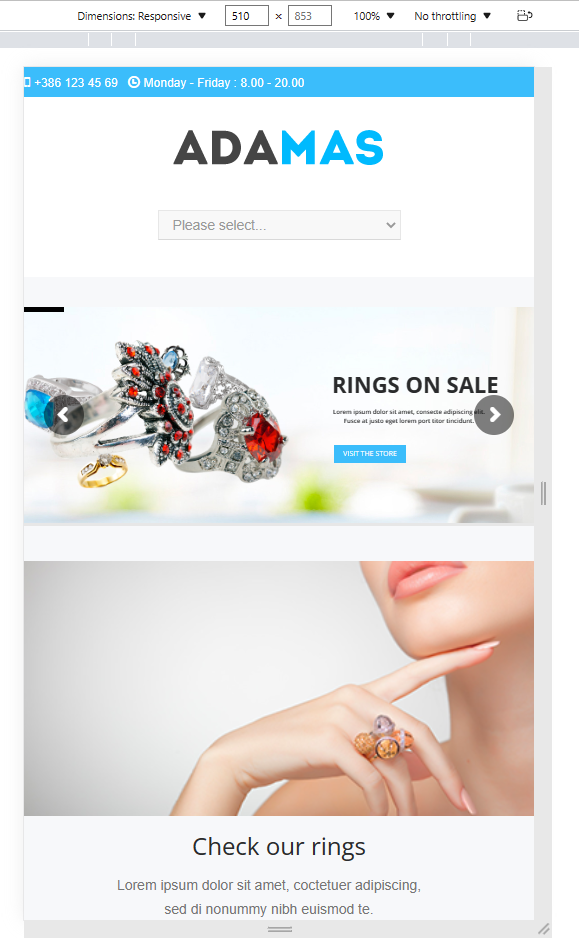 Dimensions: Responsive 510 × 853 100% No throttling
+386 123 45 69 Monday - Friday : 8.00 - 20.00
ADAMAS
Please select...
RINGS ON SALE
Lorem ipsum dolor sit amet, consecte adipiscing elit.
Fusce at justo eget lorem port titor tincidunt.
VISIT THE STORE
Check our rings
Lorem ipsum dolor sit amet, coctetuer adipiscing,
sed di nonummy nibh euismod te.